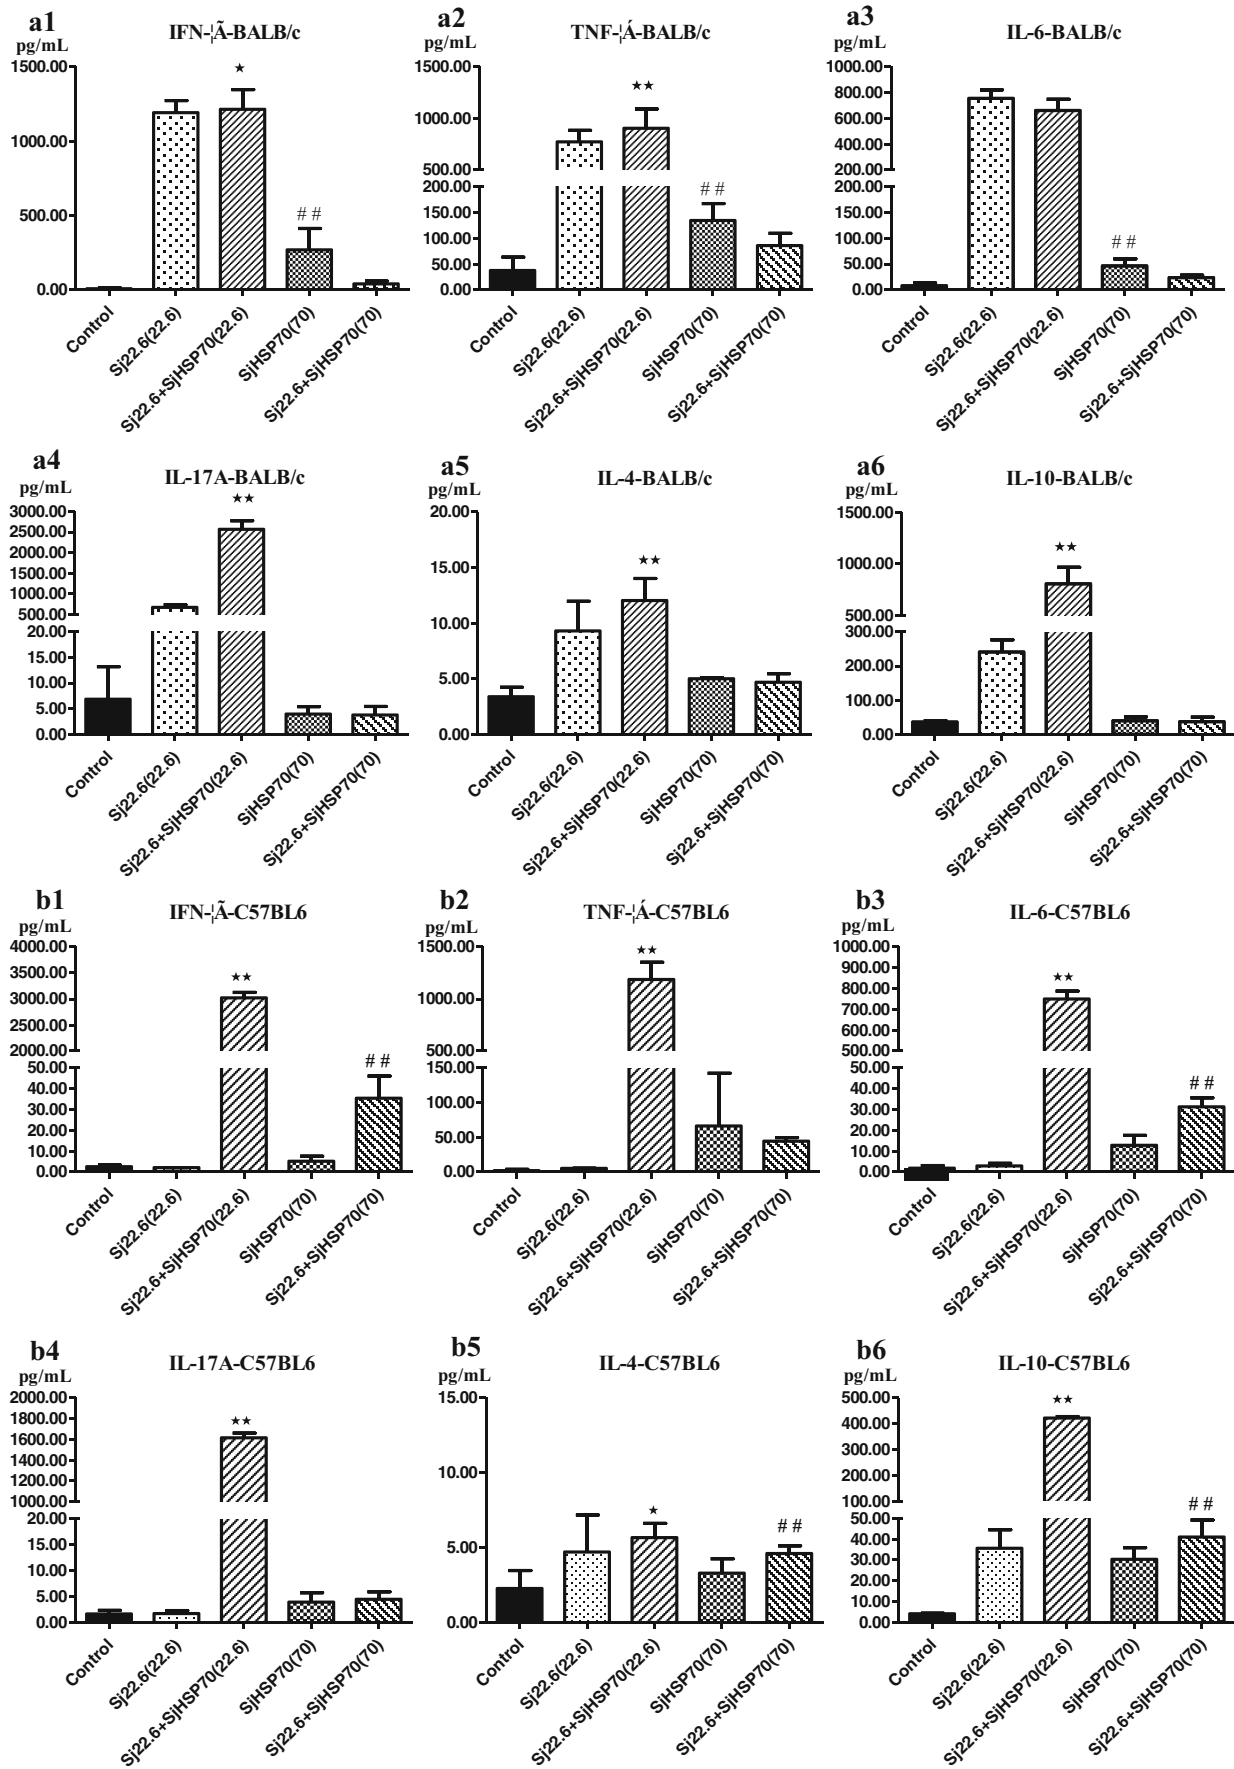 a1 IFN-¦Ã-BALB/c
pg/mL
★
1500.00
1000.00
500.00
0.00
# #
Control
Sj22.6(22.6)
Sj22.6+SjHSP70(22.6)
SjHSP70(70)
Sj22.6+SjHSP70(70)
a2 TNF-¦Á-BALB/c
pg/mL
★★
1500.00
1000.00
500.00
200.00
150.00
100.00
50.00
0.00
# #
Control
Sj22.6(22.6)
Sj22.6+SjHSP70(22.6)
SjHSP70(70)
Sj22.6+SjHSP70(70)
a3 IL-6-BALB/c
pg/mL
1000.00
800.00
600.00
400.00
200.00
200.00
150.00
100.00
50.00
0.00
# #
Control
Sj22.6(22.6)
Sj22.6+SjHSP70(22.6)
SjHSP70(70)
Sj22.6+SjHSP70(70)
a4 IL-17A-BALB/c
pg/mL
★★
3000.00
2500.00
2000.00
1500.00
1000.00
500.00
20.00
15.00
10.00
5.00
0.00
Control
Sj22.6(22.6)
Sj22.6+SjHSP70(22.6)
SjHSP70(70)
Sj22.6+SjHSP70(70)
a5 IL-4-BALB/c
pg/mL
20.00
15.00
★★
10.00
5.00
0.00
Control
Sj22.6(22.6)
Sj22.6+SjHSP70(22.6)
SjHSP70(70)
Sj22.6+SjHSP70(70)
a6 IL-10-BALB/c
pg/mL
1500.00
★★
1000.00
500.00
300.00
200.00
100.00
0.00
Control
Sj22.6(22.6)
Sj22.6+SjHSP70(22.6)
SjHSP70(70)
Sj22.6+SjHSP70(70)
b1 IFN-¦Ã-C57BL6
pg/mL
4000.00
★★
3500.00
3000.00
2500.00
2000.00
# #
50.00
40.00
30.00
20.00
10.00
0.00
Control
Sj22.6(22.6)
Sj22.6+SjHSP70(22.6)
SjHSP70(70)
Sj22.6+SjHSP70(70)
b2 TNF-¦Á-C57BL6
pg/mL
★★
1500.00
1000.00
500.00
150.00
100.00
50.00
0.00
Control
Sj22.6(22.6)
Sj22.6+SjHSP70(22.6)
SjHSP70(70)
Sj22.6+SjHSP70(70)
b3 IL-6-C57BL6
pg/mL
1000.00
★★
900.00
800.00
700.00
600.00
500.00
50.00
# #
40.00
30.00
20.00
10.00
0.00
Control
Sj22.6(22.6)
Sj22.6+SjHSP70(22.6)
SjHSP70(70)
Sj22.6+SjHSP70(70)
b4 IL-17A-C57BL6
pg/mL
2000.00
★★
1800.00
1600.00
1400.00
1200.00
1000.00
20.00
15.00
10.00
5.00
0.00
Control
Sj22.6(22.6)
Sj22.6+SjHSP70(22.6)
SjHSP70(70)
Sj22.6+SjHSP70(70)
b5 IL-4-C57BL6
pg/mL
15.00
10.00
★
# #
5.00
0.00
Control
Sj22.6(22.6)
Sj22.6+SjHSP70(22.6)
SjHSP70(70)
Sj22.6+SjHSP70(70)
b6 IL-10-C57BL6
pg/mL
★★
500.00
400.00
300.00
200.00
100.00
# #
50.00
40.00
30.00
20.00
10.00
0.00
Control
Sj22.6(22.6)
Sj22.6+SjHSP70(22.6)
SjHSP70(70)
Sj22.6+SjHSP70(70)